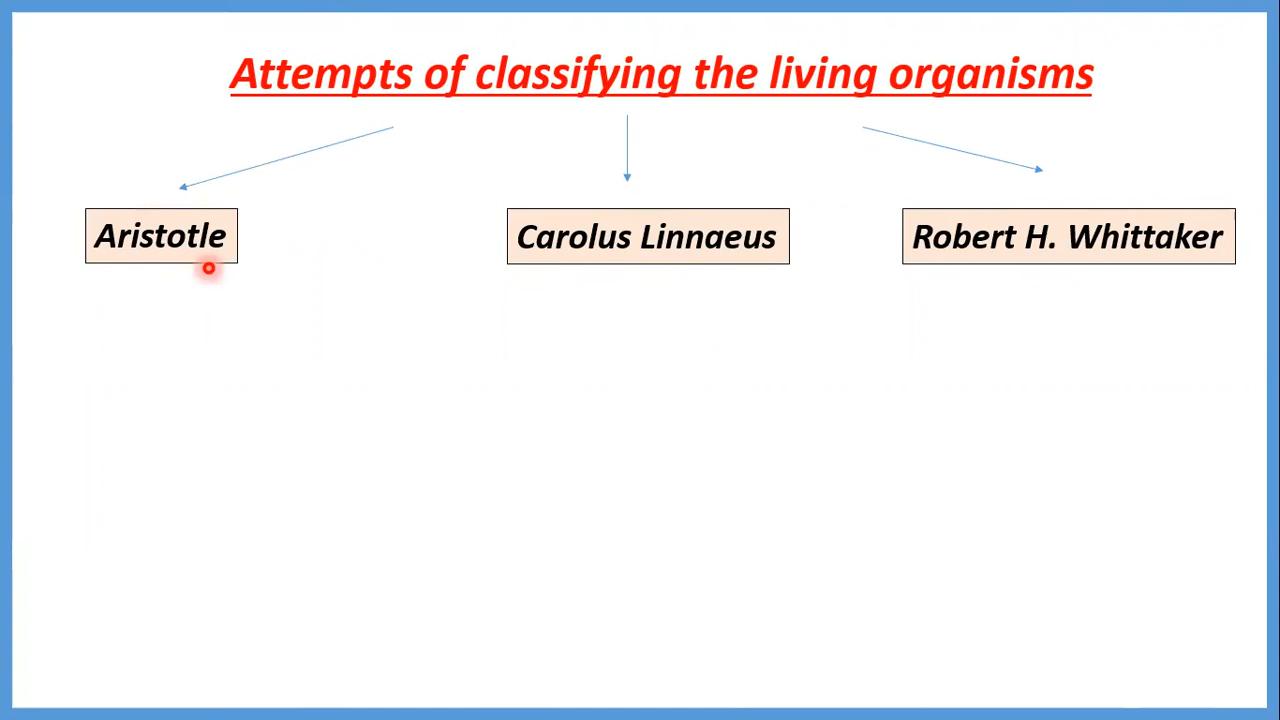 Attempts of classifying the living organisms
Aristotle
Carolus Linnaeus
Robert H. Whittaker